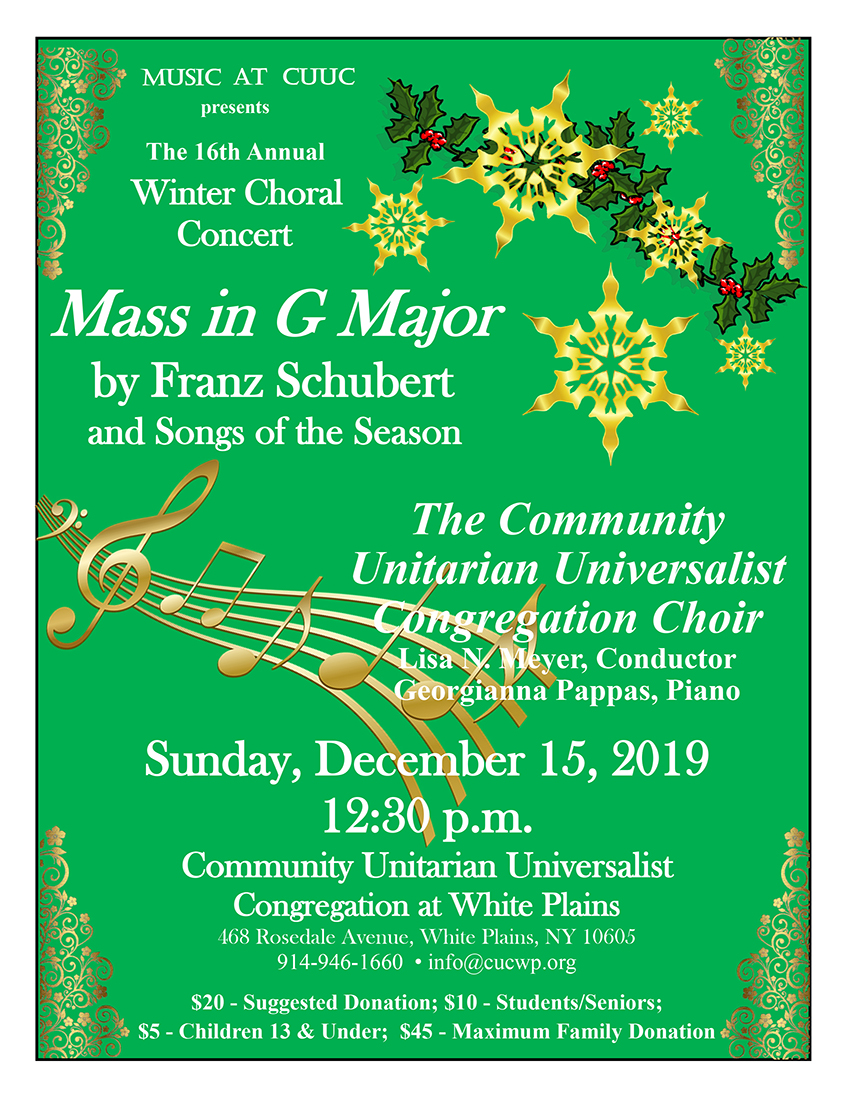 MUSIC AT CUUC
presents
The 16th Annual
Winter Choral
Concert
Mass in G Major
by Franz Schubert
and Songs of the Season
The Community
Unitarian Universalist
Congregation Choir
Lisa N. Meyer, Conductor
Georgianna Pappas, Piano
Sunday, December 15, 2019
12:30 p.m.
Community Unitarian Universalist
Congregation at White Plains
468 Rosedale Avenue, White Plains, NY 10605
914-946-1660 • info@cucwp.org
$20 - Suggested Donation; $10 - Students/Seniors;
$5 - Children 13 & Under; $45 - Maximum Family Donation